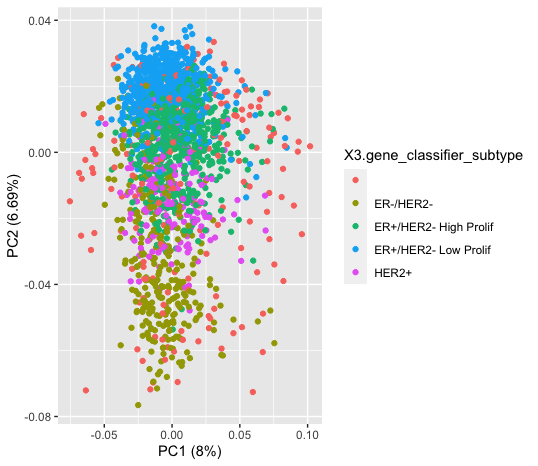 0.04
0.00
-0.04
-0.08
PC2 (6.69%)
-0.05 0.00 0.05 0.10
PC1 (8%)
X3.gene_classifier_subtype
ER-/HER2-
ER+/HER2- High Prolif
ER+/HER2- Low Prolif
HER2+